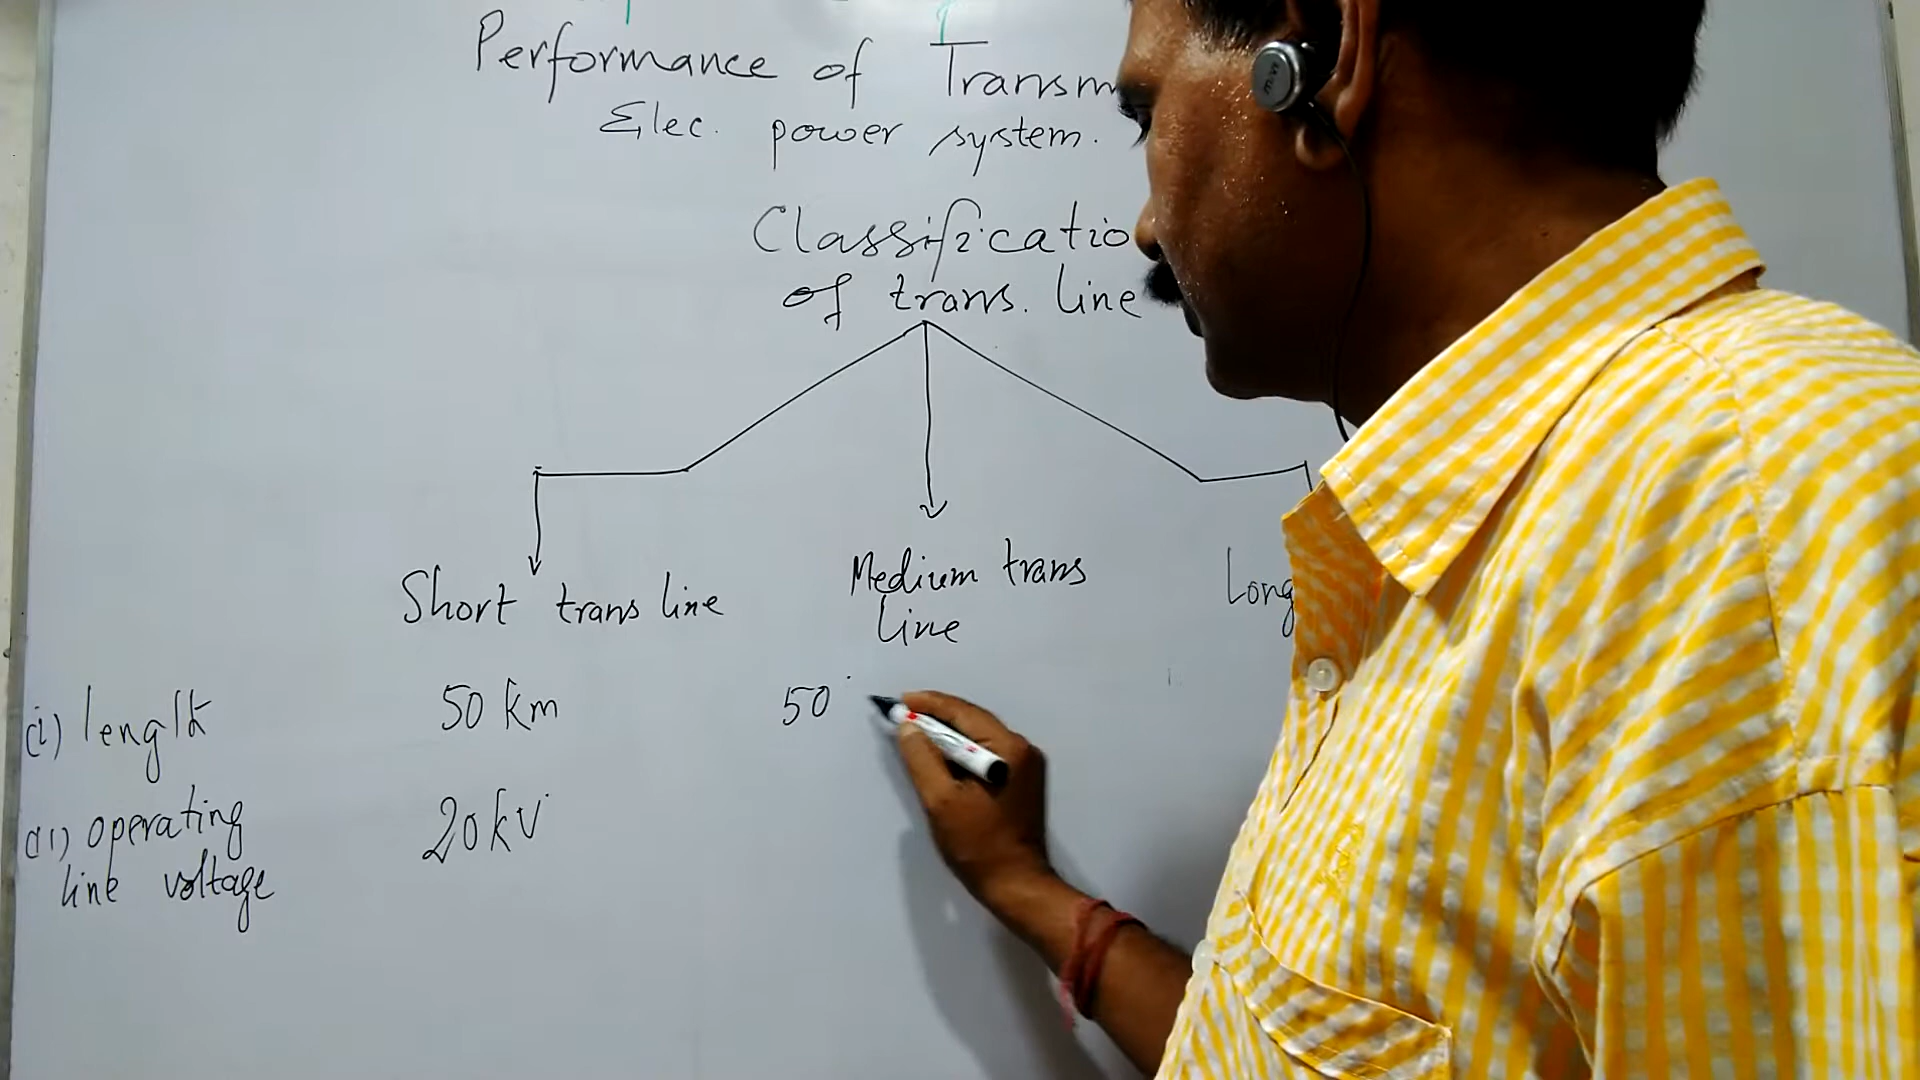 Performance of Transm
Elec. power system.
Classificatio
of trans. line
Short trans line
Medium trans
line
Long
(i) length
50 km
50
(ii) operating
line voltage
20 kV